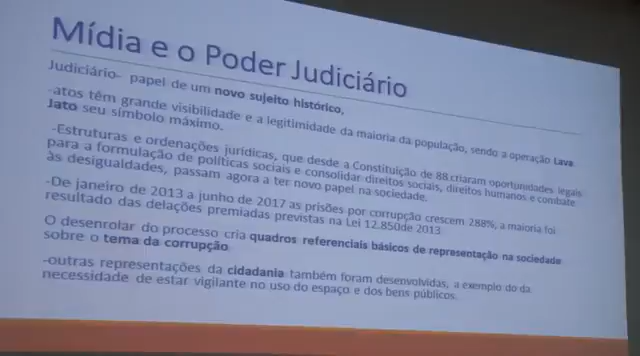 Mídia e o Poder Judiciário
Judiciário- papel de um novo sujeito histórico,
-atos têm grande visibilidade e a legitimidade da maioria da população, sendo a operação Lava
Jato seu símbolo máximo.
-Estruturas e ordenações jurídicas, que desde a Constituição de 88 criaram oportunidades legais
para a formulação de políticas sociais e consolidar direitos sociais, direitos humanos e combate
às desigualdades, passam agora a ter novo papel na sociedade.
-De janeiro de 2013 a junho de 2017 as prisões por corrupção crescem 288%, a maioria foi
resultado das delações premiadas previstas na Lei 12.850de 2013
O desenrolar do processo cria quadros referenciais básicos de representação na sociedade
sobre o tema da corrupção
-outras representações da cidadania também foram desenvolvidas, a exemplo do da
necessidade de estar vigilante no uso do espaço e dos bens públicos.